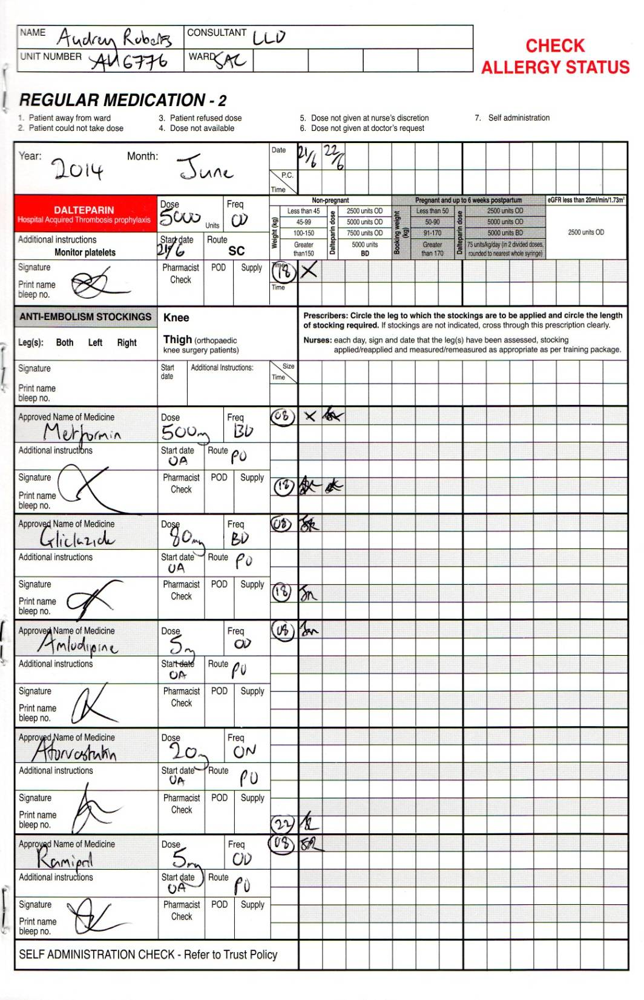 NAME Audrey Roberts CONSULTANT LLD
UNIT NUMBER AU6776 WARD SAC
CHECK
ALLERGY STATUS
REGULAR MEDICATION - 2
1. Patient away from ward 3. Patient refused dose 5. Dose not given at nurse's discretion 7. Self administration
2. Patient could not take dose 4. Dose not available 6. Dose not given at doctor's request
Year: 2014 Month: June Date 21/6 22/6
P.C.
Time
DALTEPARIN
Hospital Acquired Thrombosis prophylaxis
Dose 5000 Units Freq OD
Additional instructions
Monitor platelets
Start date 21/6 Route SC
Weight (kg) Non-pregnant Dalteparin dose
Less than 45 2500 units OD
45-99 5000 units OD
100-150 7500 units OD
Greater than150 5000 units BD
Booking weight (kg) Pregnant and up to 6 weeks postpartum Dalteparin dose
Less than 50 2500 units OD
50-90 5000 units OD
91-170 5000 units BD
Greater than 170 75 units/kg/day (in 2 divided doses, rounded to nearest whole syringe)
eGFR less than 20ml/min/1.73m²
2500 units OD
Signature Pharmacist Check POD Supply Time 18 X
Print name
bleep no.
Time
ANTI-EMBOLISM STOCKINGS Knee
Leg(s): Both Left Right Thigh (orthopaedic
knee surgery patients)
Prescribers: Circle the leg to which the stockings are to be applied and circle the length
of stocking required. If stockings are not indicated, cross through this prescription clearly.
Nurses: each day, sign and date that the leg(s) have been assessed, stocking
applied/reapplied and measured/remeasured as appropriate as per training package.
Signature Start date Additional Instructions: Size
Time
Print name
bleep no.
Approved Name of Medicine Dose Freq 08 X
Metformin 500mg BD
Additional instructions Start date Route
OA PO
Signature Pharmacist Check POD Supply 18
Print name
bleep no.
Approved Name of Medicine Dose Freq 08
Gliclazide 80mg BD
Additional instructions Start date Route
OA PO
Signature Pharmacist Check POD Supply 18
Print name
bleep no.
Approved Name of Medicine Dose Freq 08
Amlodipine 5mg OD
Additional instructions Start date Route
OA PO
Signature Pharmacist Check POD Supply
Print name
bleep no.
Approved Name of Medicine Dose Freq
Atorvastatin 20mg ON
Additional instructions Start date Route
OA PO
Signature Pharmacist Check POD Supply
Print name
bleep no. 22
Approved Name of Medicine Dose Freq 08
Ramipril 5mg OD
Additional instructions Start date Route
OA PO
Signature Pharmacist Check POD Supply
Print name
bleep no.
SELF ADMINISTRATION CHECK - Refer to Trust Policy